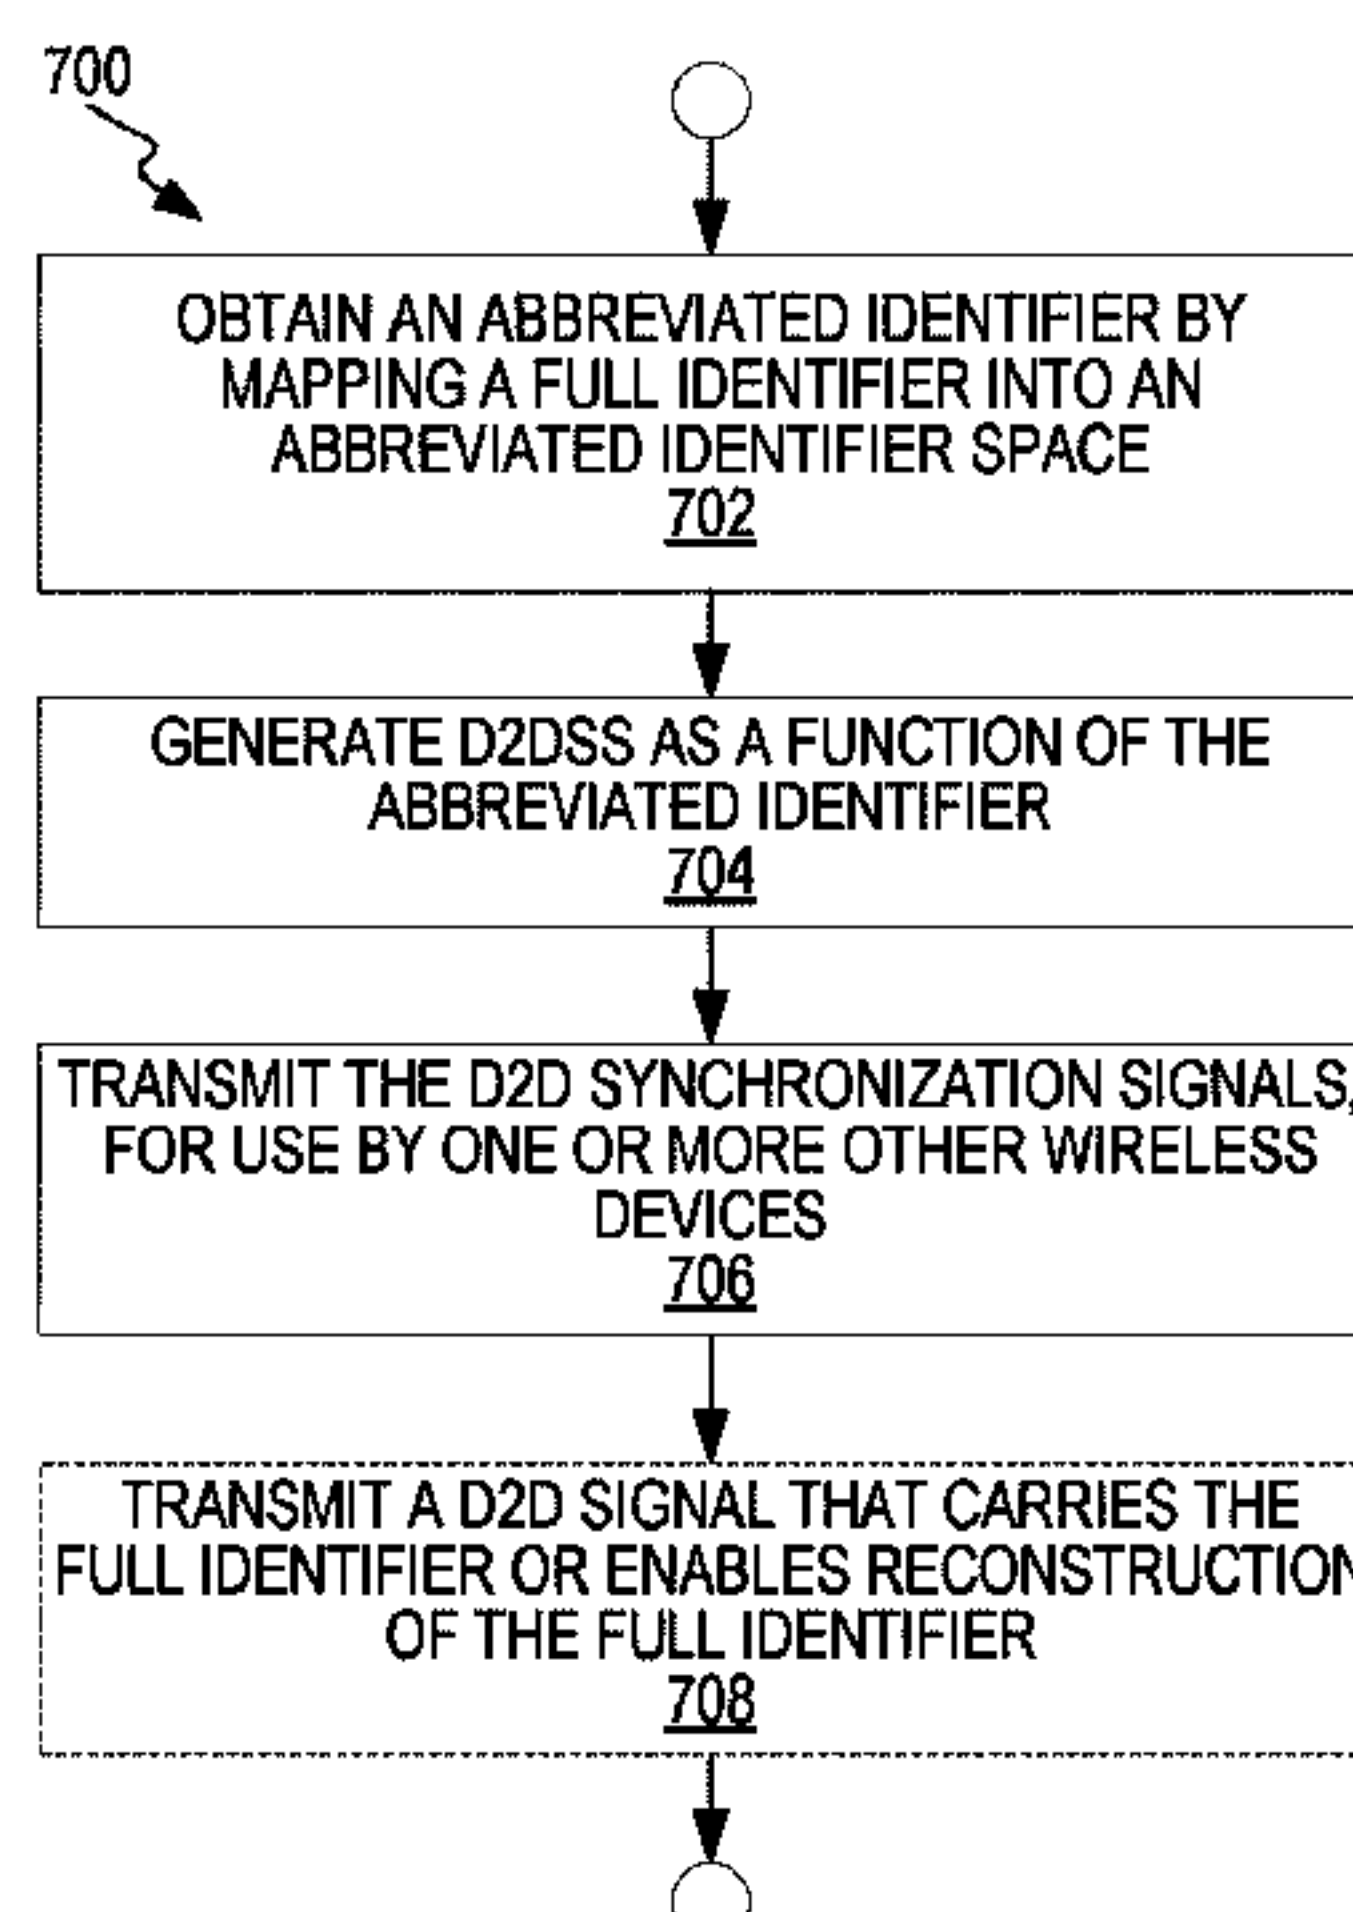 700
OBTAIN AN ABBREVIATED IDENTIFIER BY
MAPPING A FULL IDENTIFIER INTO AN
ABBREVIATED IDENTIFIER SPACE
702
GENERATE D2DSS AS A FUNCTION OF THE
ABBREVIATED IDENTIFIER
704
TRANSMIT THE D2D SYNCHRONIZATION SIGNALS,
FOR USE BY ONE OR MORE OTHER WIRELESS
DEVICES
706
TRANSMIT A D2D SIGNAL THAT CARRIES THE
FULL IDENTIFIER OR ENABLES RECONSTRUCTION
OF THE FULL IDENTIFIER
708